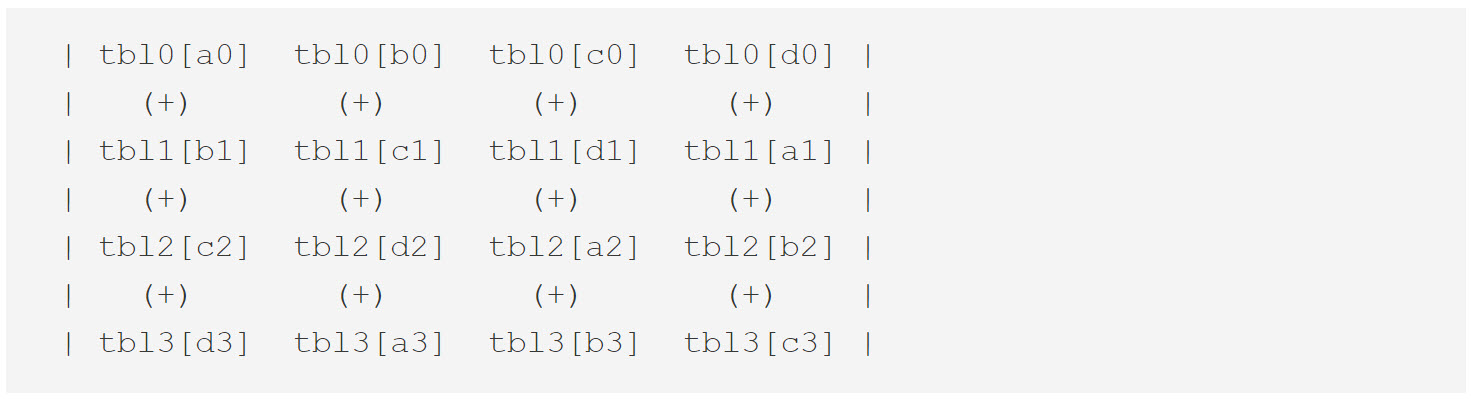 | tbl0[a0]  tbl0[b0]  tbl0[c0]  tbl0[d0] |
|   (+)       (+)       (+)       (+)    |
| tbl1[b1]  tbl1[c1]  tbl1[d1]  tbl1[a1] |
|   (+)       (+)       (+)       (+)    |
| tbl2[c2]  tbl2[d2]  tbl2[a2]  tbl2[b2] |
|   (+)       (+)       (+)       (+)    |
| tbl3[d3]  tbl3[a3]  tbl3[b3]  tbl3[c3] |